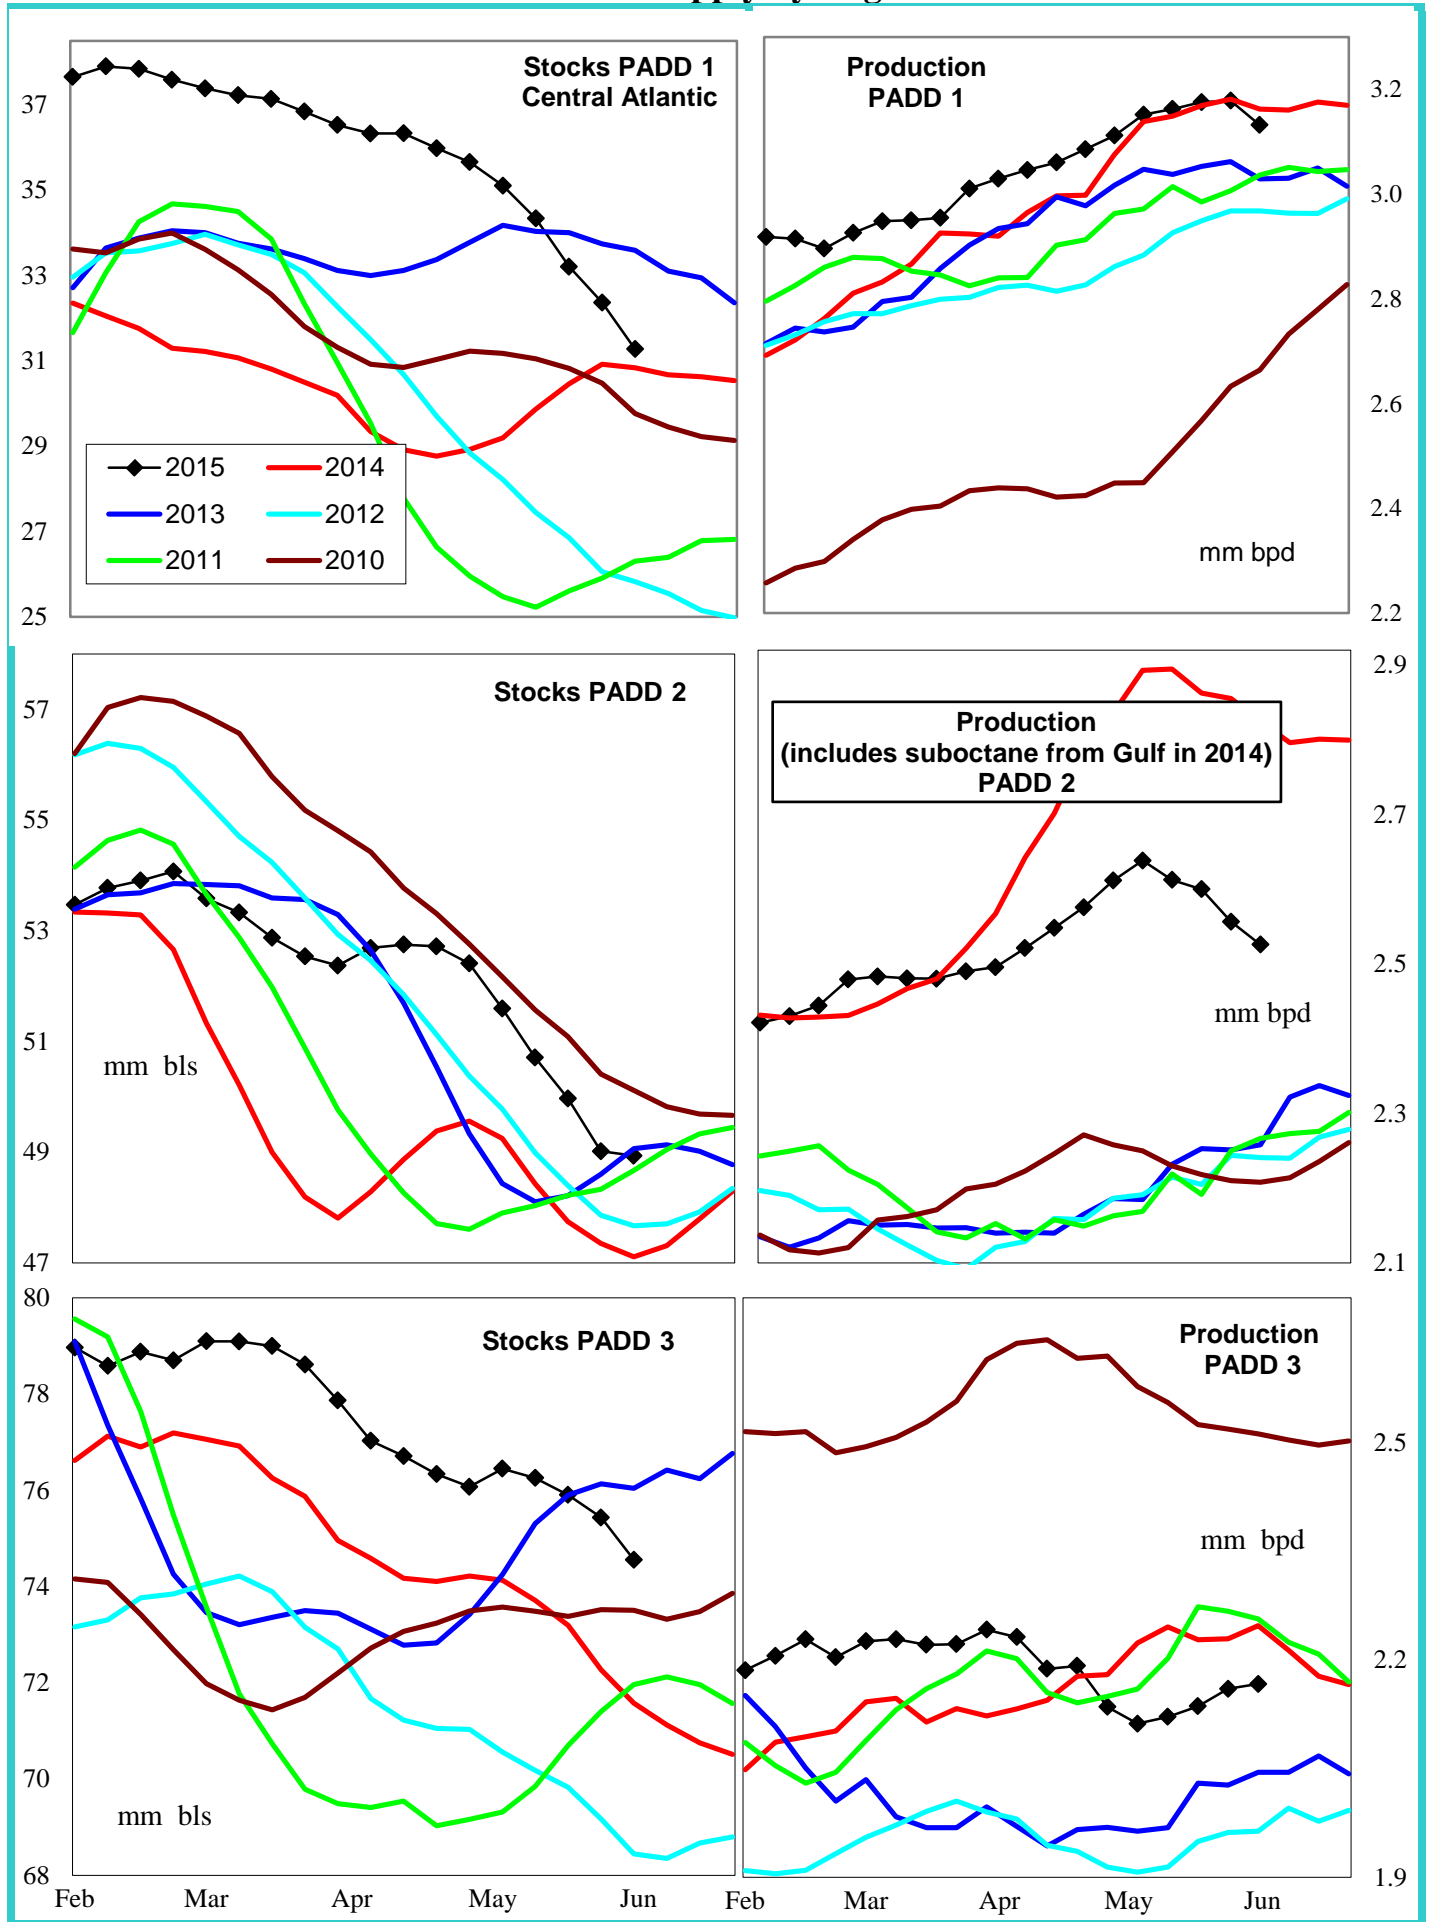 Stocks PADD 1
Central Atlantic
37
35
33
31
29
27
25
2015
2014
2013
2012
2011
2010
Production
PADD 1
mm bpd
3.2
3.0
2.8
2.6
2.4
2.2
Stocks PADD 2
57
55
53
51
49
47
mm bls
Production
(includes suboctane from Gulf in 2014)
PADD 2
mm bpd
2.9
2.7
2.5
2.3
2.1
Stocks PADD 3
80
78
76
74
72
70
68
mm bls
Feb
Mar
Apr
May
Jun
Production
PADD 3
mm bpd
2.5
2.2
1.9
Feb
Mar
Apr
May
Jun